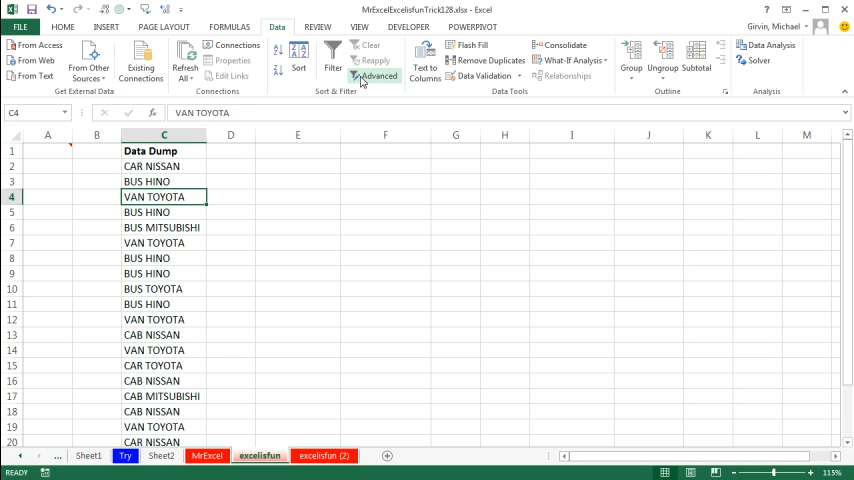 MrExcelExcelisfunTrick128.xlsx - Excel
FILE HOME INSERT PAGE LAYOUT FORMULAS Data REVIEW VIEW DEVELOPER POWERPIVOT Girvin, Michael
From Access
From Web
From Text
From Other Sources
Existing Connections
Get External Data
Refresh All
Connections
Properties
Edit Links
Connections
Sort
Filter
Clear
Reapply
Advanced
Sort & Filter
Text to Columns
Flash Fill
Remove Duplicates
Data Validation
Consolidate
What-If Analysis
Relationships
Data Tools
Group
Ungroup
Subtotal
Outline
Data Analysis
Solver
Analysis
C4 fx VAN TOYOTA
A B C D E F G H I J K L M
1 Data Dump
2 CAR NISSAN
3 BUS HINO
4 VAN TOYOTA
5 BUS HINO
6 BUS MITSUBISHI
7 VAN TOYOTA
8 BUS HINO
9 BUS HINO
10 BUS TOYOTA
11 BUS HINO
12 VAN TOYOTA
13 CAB NISSAN
14 VAN TOYOTA
15 CAR TOYOTA
16 CAB NISSAN
17 CAB MITSUBISHI
18 CAB NISSAN
19 VAN TOYOTA
20 CAR NISSAN
... Sheet1 Try Sheet2 MrExcel excelisfun excelisfun (2)
READY 115%